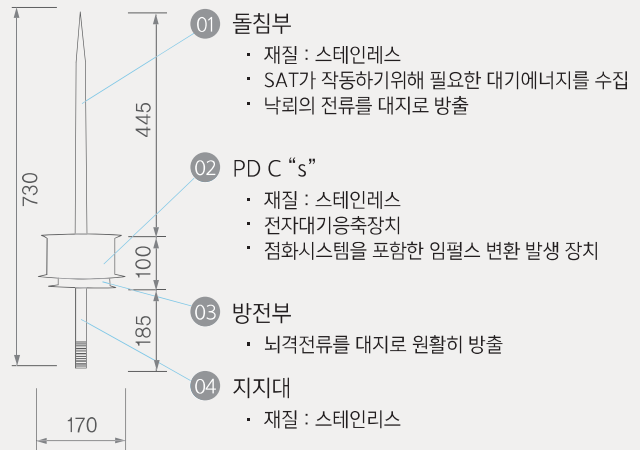 01 돌침부
· 재질 : 스테인레스
· SAT가 작동하기위해 필요한 대기에너지를 수집
· 낙뢰의 전류를 대지로 방출
445
730
02 PD C “s”
· 재질 : 스테인레스
· 전자대기응축장치
· 점화시스템을 포함한 임펄스 변환 발생 장치
100
03 방전부
· 뇌격전류를 대지로 원활히 방출
185
04 지지대
· 재질 : 스테인리스
170